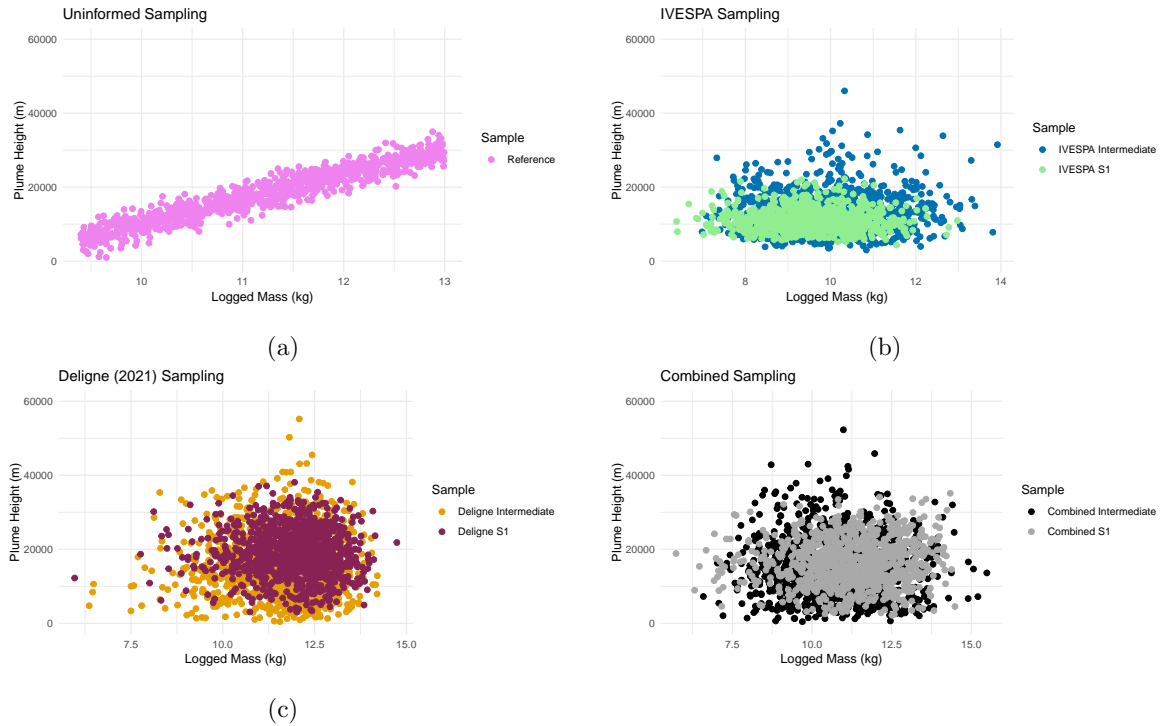 Uninformed Sampling
60000
40000
20000
0
Plume Height (m)
10
11
12
13
Logged Mass (kg)
Sample
Reference
(a)
IVESPA Sampling
60000
40000
20000
0
Plume Height (m)
8
10
12
14
Logged Mass (kg)
Sample
IVESPA Intermediate
IVESPA S1
(b)
Deligne (2021) Sampling
60000
40000
20000
0
Plume Height (m)
7.5
10.0
12.5
15.0
Logged Mass (kg)
Sample
Deligne Intermediate
Deligne S1
(c)
Combined Sampling
60000
40000
20000
0
Plume Height (m)
7.5
10.0
12.5
15.0
Logged Mass (kg)
Sample
Combined Intermediate
Combined S1